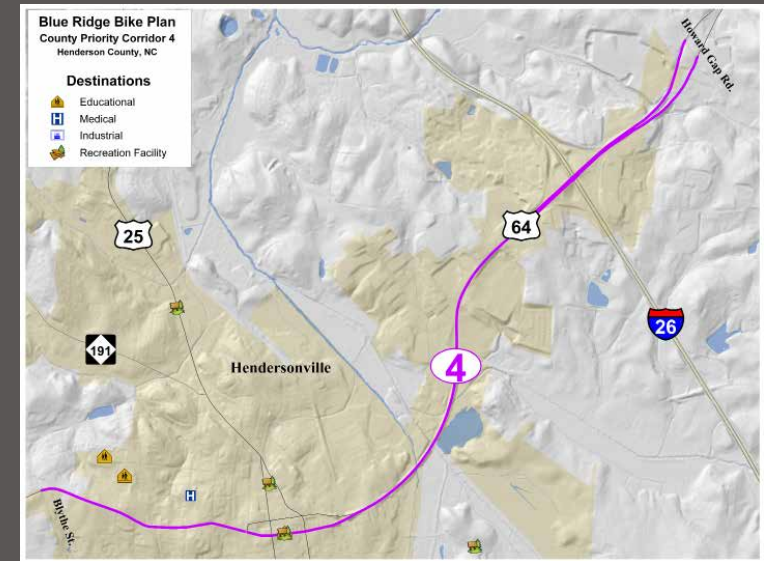 Blue Ridge Bike Plan
County Priority Corridor 4
Henderson County, NC
Destinations
Educational
H Medical
Industrial
Recreation Facility
Howard Gap Rd.
25
64
26
191
4
Hendersonville
H
Blythe St.